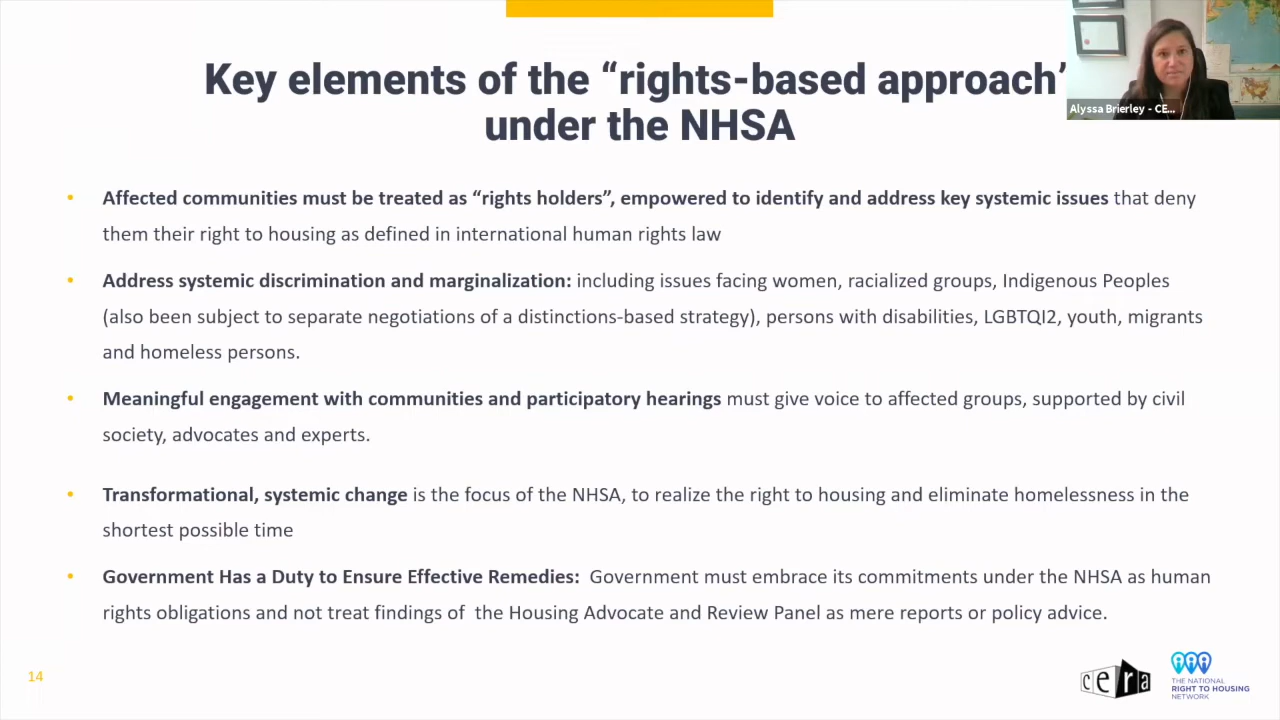 Key elements of the “rights-based approach’
under the NHSA
Alyssa Brierley - CE...
• Affected communities must be treated as “rights holders”, empowered to identify and address key systemic issues that deny
them their right to housing as defined in international human rights law
• Address systemic discrimination and marginalization: including issues facing women, racialized groups, Indigenous Peoples
(also been subject to separate negotiations of a distinctions-based strategy), persons with disabilities, LGBTQI2, youth, migrants
and homeless persons.
• Meaningful engagement with communities and participatory hearings must give voice to affected groups, supported by civil
society, advocates and experts.
• Transformational, systemic change is the focus of the NHSA, to realize the right to housing and eliminate homelessness in the
shortest possible time
• Government Has a Duty to Ensure Effective Remedies: Government must embrace its commitments under the NHSA as human
rights obligations and not treat findings of the Housing Advocate and Review Panel as mere reports or policy advice.
14
cera
THE NATIONAL
RIGHT TO HOUSING
NETWORK